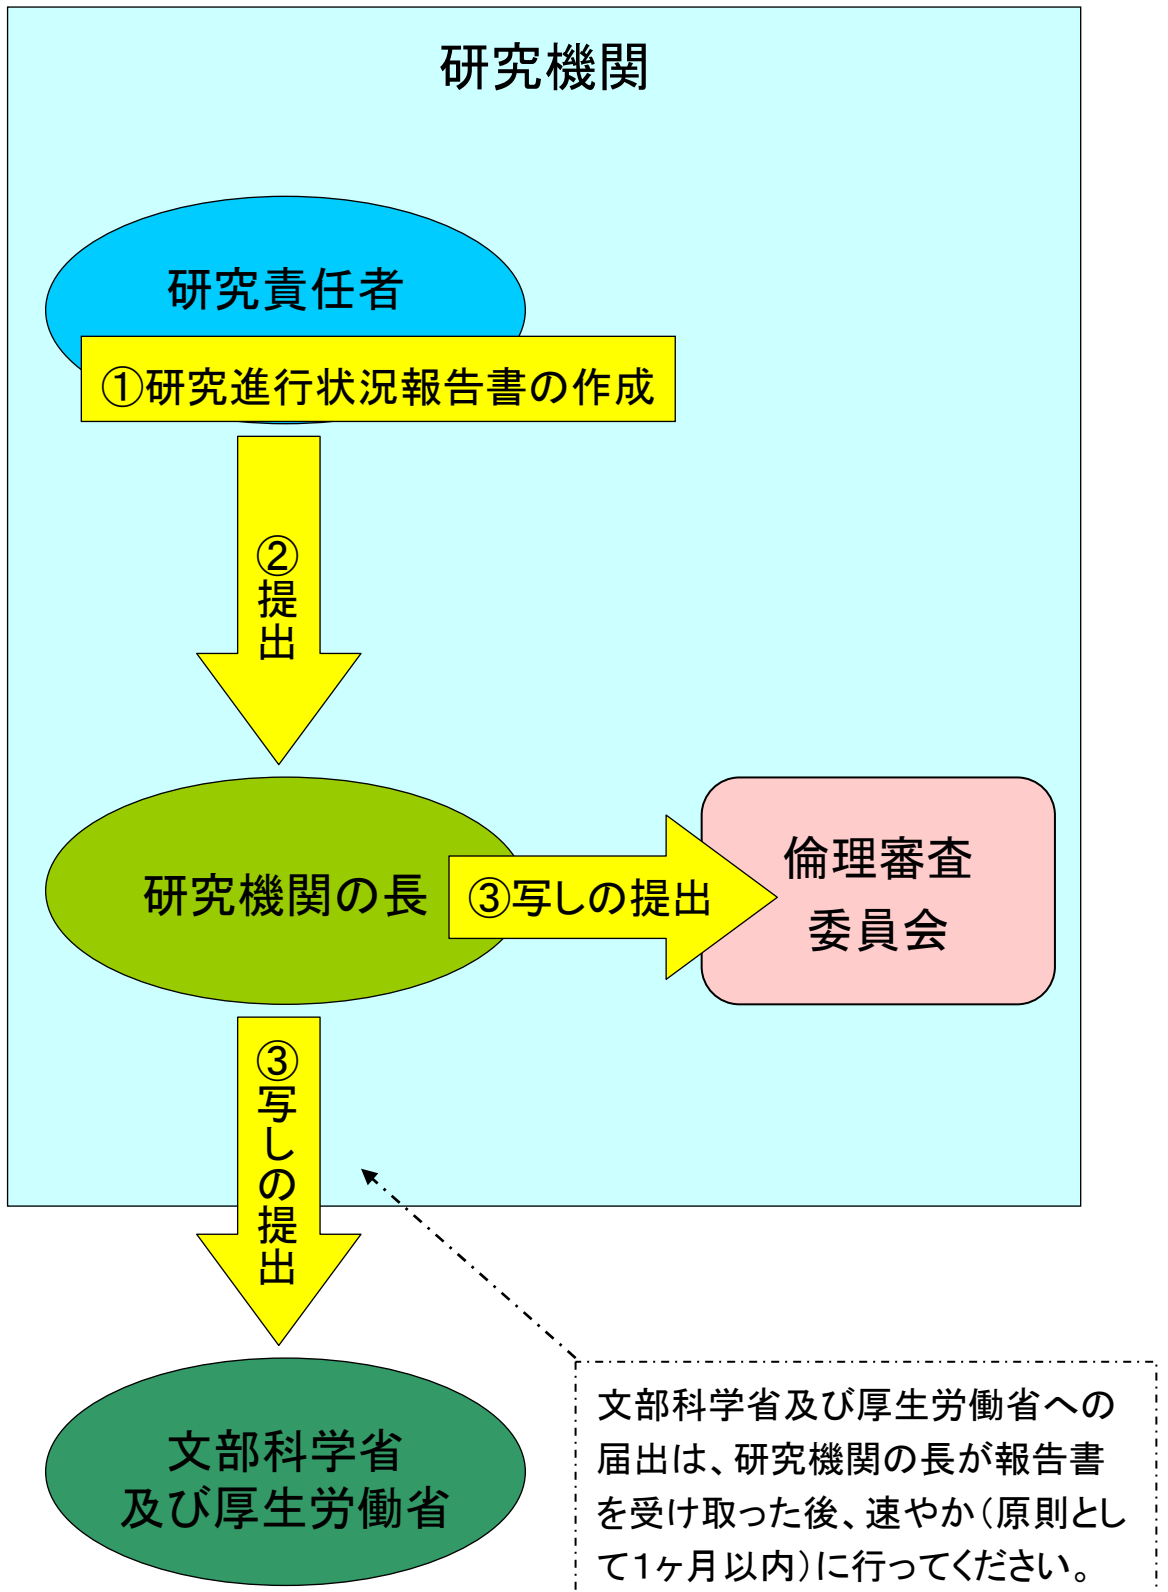 研究機関
研究責任者
①研究進行状況報告書の作成
②提出
研究機関の長
③写しの提出
倫理審査
委員会
③写しの提出
文部科学省
及び厚生労働省
文部科学省及び厚生労働省への
届出は、研究機関の長が報告書
を受け取った後、速やか（原則とし
て1ヶ月以内）に行ってください。